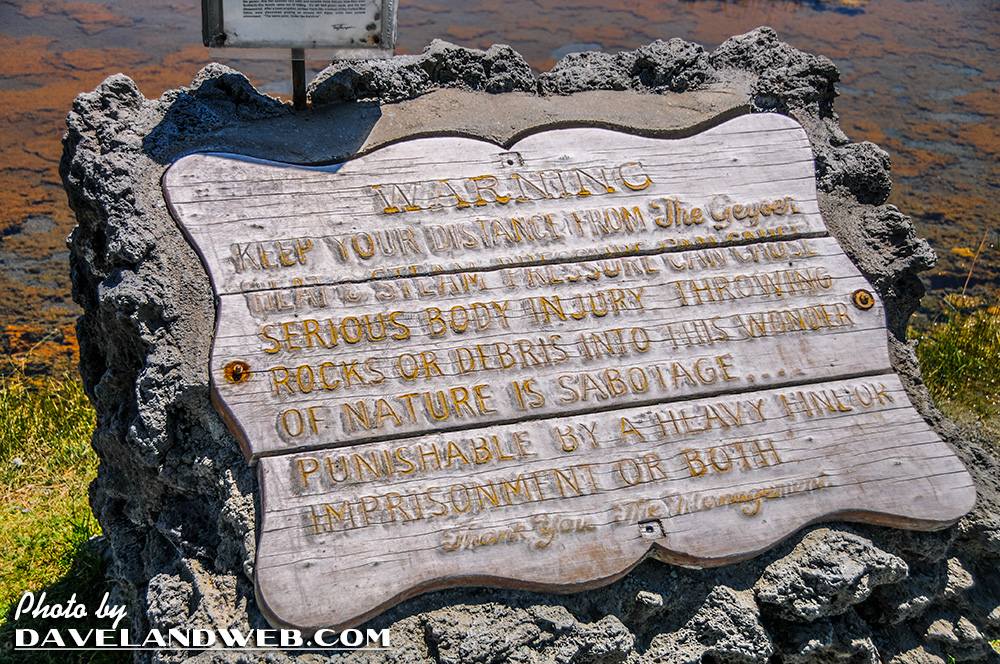 WARNING
KEEP YOUR DISTANCE FROM The Geyser
HEAT & STEAM PRESSURE CAN CAUSE
SERIOUS BODY INJURY THROWING
ROCKS OR DEBRIS INTO THIS WONDER
OF NATURE IS SABOTAGE....!
PUNISHABLE BY A HEAVY FINE OR
IMPRISONMENT OR BOTH
Thank You The Management
Photo by
DAVELANDWEB.COM